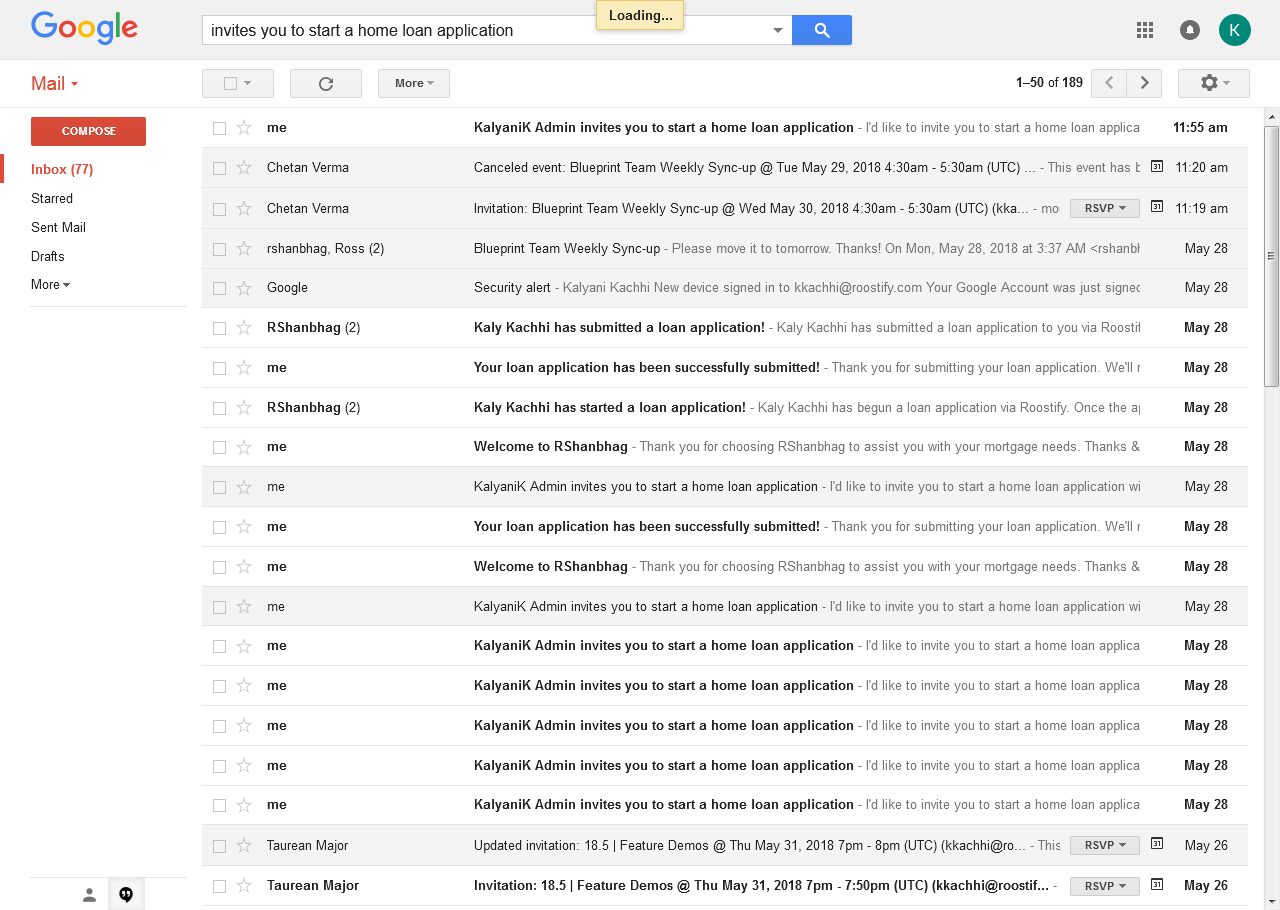 Google
invites you to start a home loan application
Loading...
K
Mail
More
1–50 of 189
COMPOSE
Inbox (77)
Starred
Sent Mail
Drafts
More
me KalyaniK Admin invites you to start a home loan application - I'd like to invite you to start a home loan applica 11:55 am
Chetan Verma Canceled event: Blueprint Team Weekly Sync-up @ Tue May 29, 2018 4:30am - 5:30am (UTC) ... - This event has b 31 11:20 am
Chetan Verma Invitation: Blueprint Team Weekly Sync-up @ Wed May 30, 2018 4:30am - 5:30am (UTC) (kka... - mo RSVP 31 11:19 am
rshanbhag, Ross (2) Blueprint Team Weekly Sync-up - Please move it to tomorrow. Thanks! On Mon, May 28, 2018 at 3:37 AM <rshanbh May 28
Google Security alert - Kalyani Kachhi New device signed in to kkachhi@roostify.com Your Google Account was just signed May 28
RShanbhag (2) Kaly Kachhi has submitted a loan application! - Kaly Kachhi has submitted a loan application to you via Roostify. May 28
me Your loan application has been successfully submitted! - Thank you for submitting your loan application. We'll r May 28
RShanbhag (2) Kaly Kachhi has started a loan application! - Kaly Kachhi has begun a loan application via Roostify. Once the ap May 28
me Welcome to RShanbhag - Thank you for choosing RShanbhag to assist you with your mortgage needs. Thanks & May 28
me KalyaniK Admin invites you to start a home loan application - I'd like to invite you to start a home loan application wi May 28
me Your loan application has been successfully submitted! - Thank you for submitting your loan application. We'll r May 28
me Welcome to RShanbhag - Thank you for choosing RShanbhag to assist you with your mortgage needs. Thanks & May 28
me KalyaniK Admin invites you to start a home loan application - I'd like to invite you to start a home loan application wi May 28
me KalyaniK Admin invites you to start a home loan application - I'd like to invite you to start a home loan applica May 28
me KalyaniK Admin invites you to start a home loan application - I'd like to invite you to start a home loan applica May 28
me KalyaniK Admin invites you to start a home loan application - I'd like to invite you to start a home loan applica May 28
me KalyaniK Admin invites you to start a home loan application - I'd like to invite you to start a home loan applica May 28
me KalyaniK Admin invites you to start a home loan application - I'd like to invite you to start a home loan applica May 28
Taurean Major Updated invitation: 18.5 | Feature Demos @ Thu May 31, 2018 7pm - 8pm (UTC) (kkachhi@ro... - This RSVP 31 May 26
Taurean Major Invitation: 18.5 | Feature Demos @ Thu May 31, 2018 7pm - 7:50pm (UTC) (kkachhi@roostif... - RSVP 31 May 26